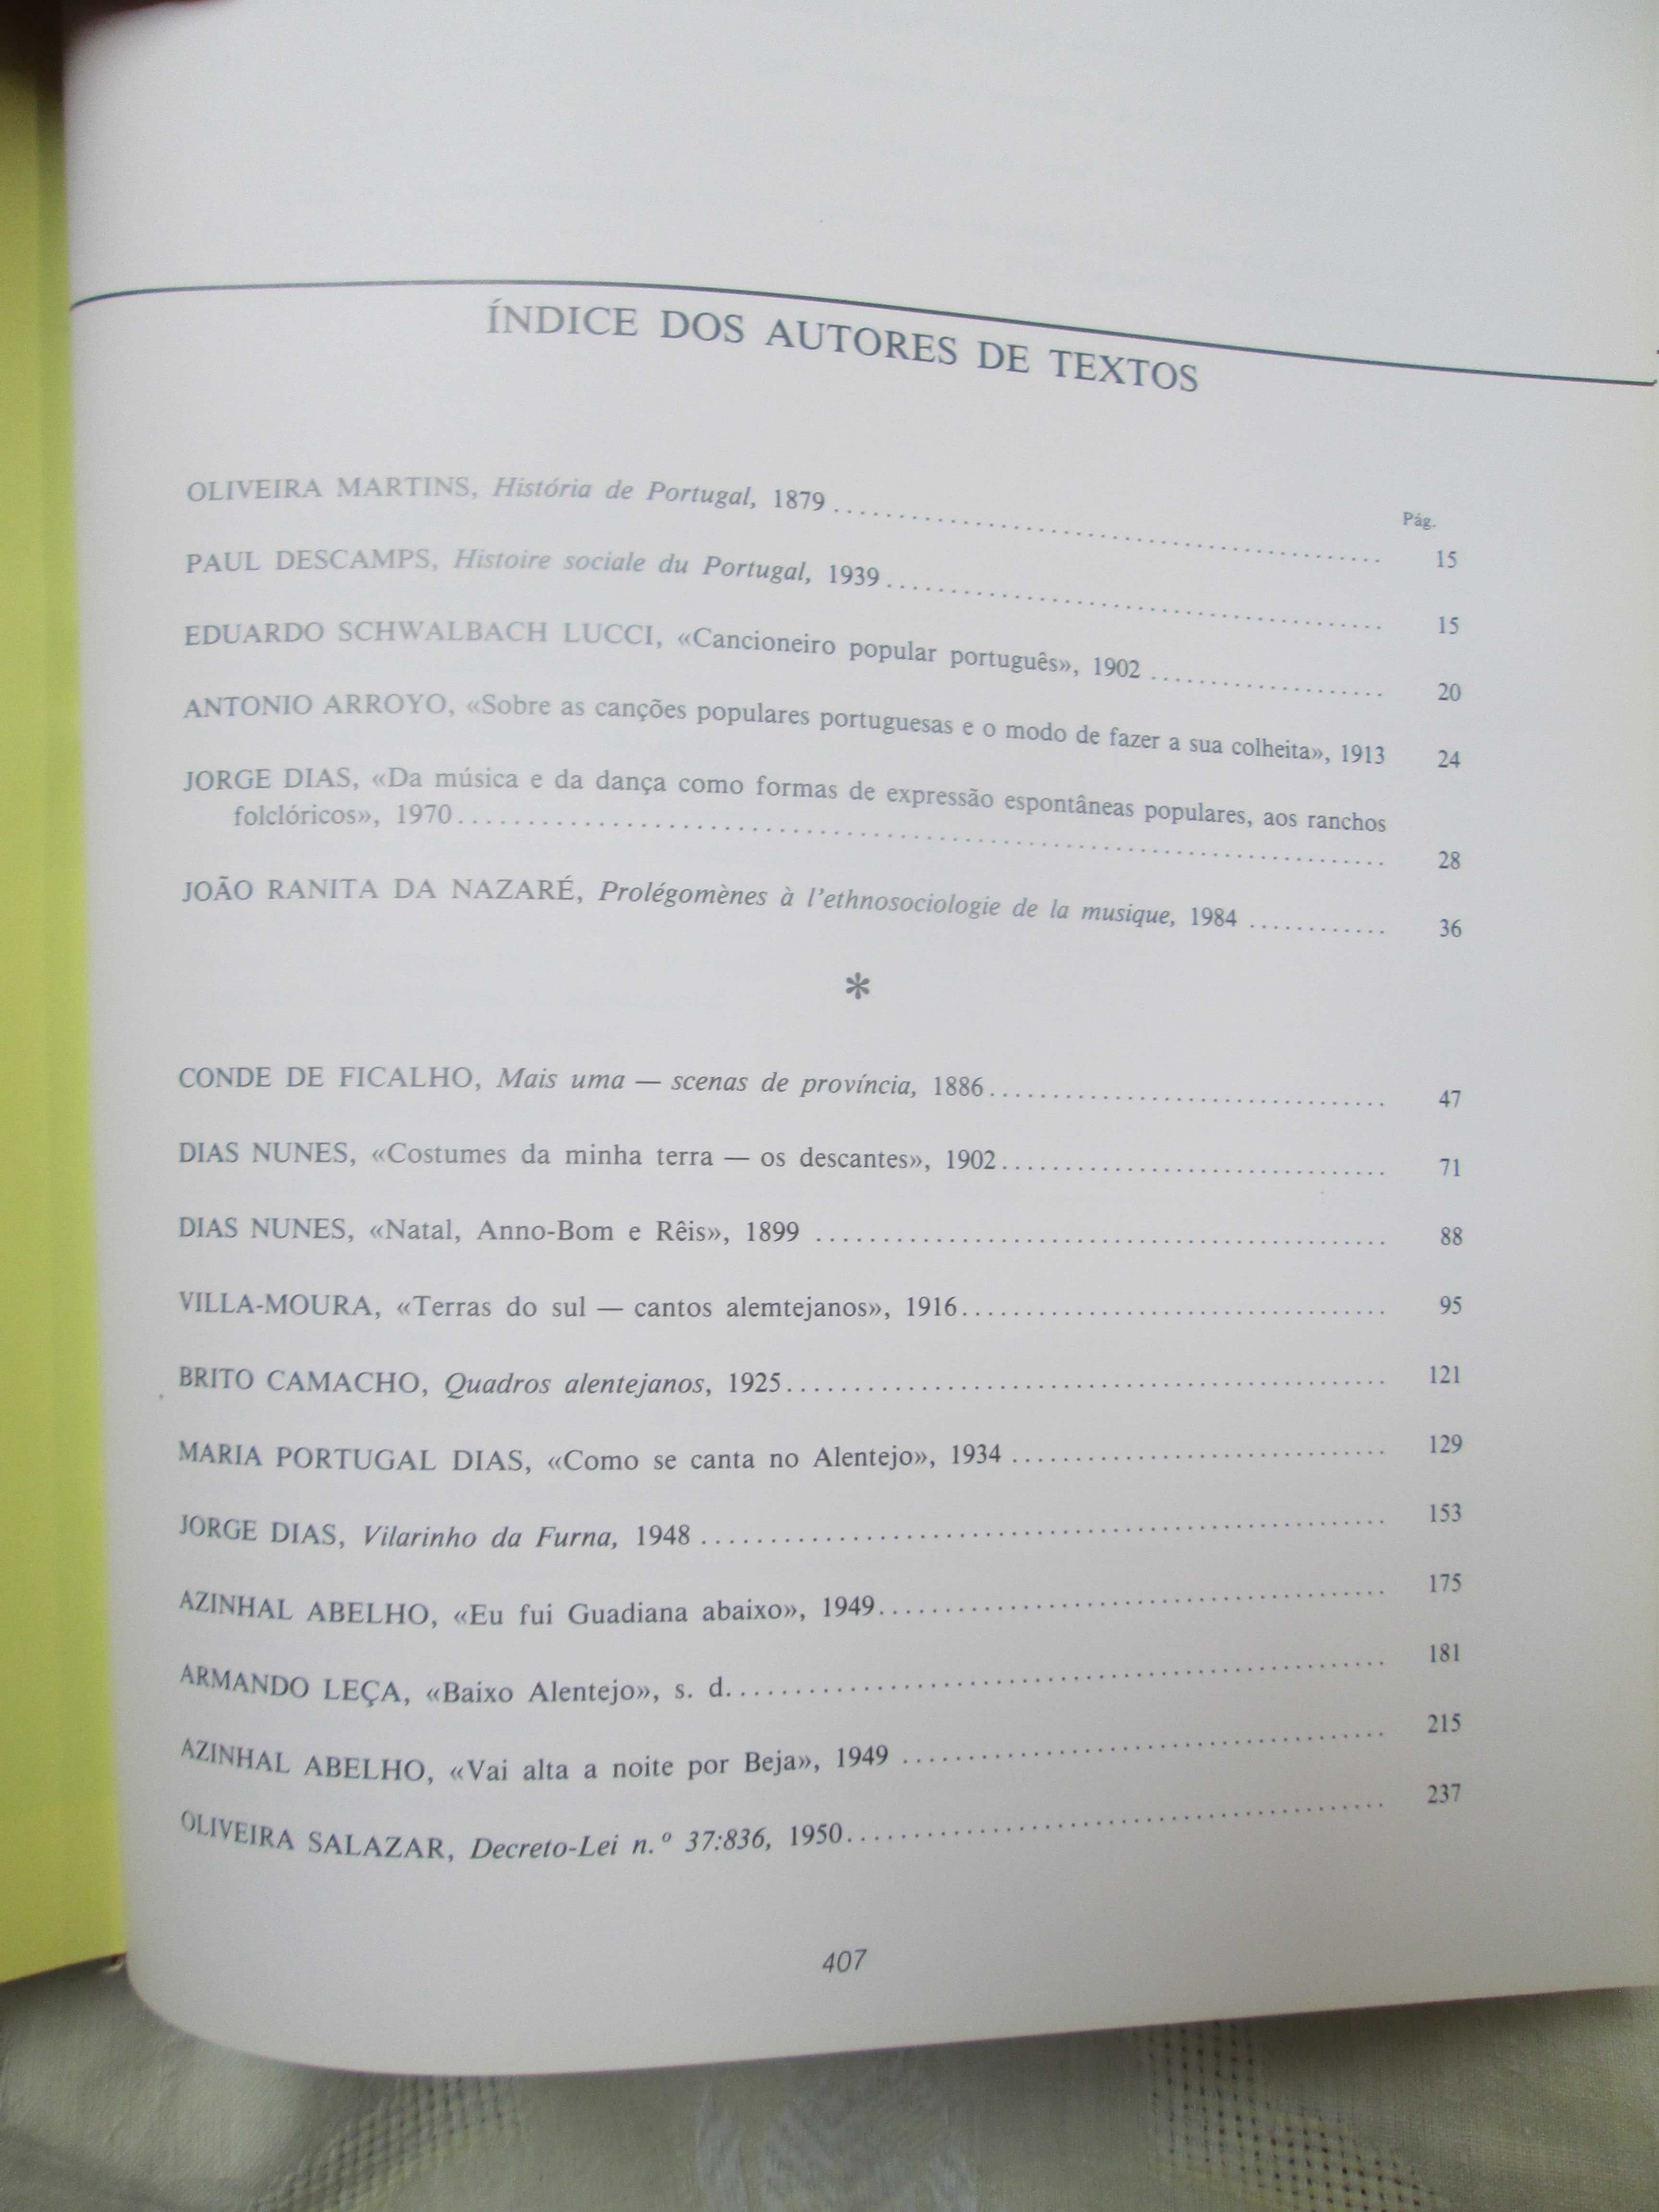 ÍNDICE DOS AUTORES DE TEXTOS
Pág.
OLIVEIRA MARTINS, História de Portugal, 1879 ........ 15
PAUL DESCAMPS, Histoire sociale du Portugal, 1939 ........ 15
EDUARDO SCHWALBACH LUCCI, «Cancioneiro popular português», 1902 ........ 20
ANTONIO ARROYO, «Sobre as canções populares portuguesas e o modo de fazer a sua colheita», 1913 24
JORGE DIAS, «Da música e da dança como formas de expressão espontâneas populares, aos ranchos
folclóricos», 1970 ........ 28
JOÃO RANITA DA NAZARÉ, Prolégomènes à l'ethnosociologie de la musique, 1984 ........ 36
*
CONDE DE FICALHO, Mais uma — scenas de província, 1886 ........ 47
DIAS NUNES, «Costumes da minha terra — os descantes», 1902 ........ 71
DIAS NUNES, «Natal, Anno-Bom e Rêis», 1899 ........ 88
VILLA-MOURA, «Terras do sul — cantos alemtejanos», 1916 ........ 95
BRITO CAMACHO, Quadros alentejanos, 1925 ........ 121
MARIA PORTUGAL DIAS, «Como se canta no Alentejo», 1934 ........ 129
JORGE DIAS, Vilarinho da Furna, 1948 ........ 153
AZINHAL ABELHO, «Eu fui Guadiana abaixo», 1949 ........ 175
ARMANDO LEÇA, «Baixo Alentejo», s. d. ........ 181
AZINHAL ABELHO, «Vai alta a noite por Beja», 1949 ........ 215
OLIVEIRA SALAZAR, Decreto-Lei n.º 37:836, 1950 ........ 237
407